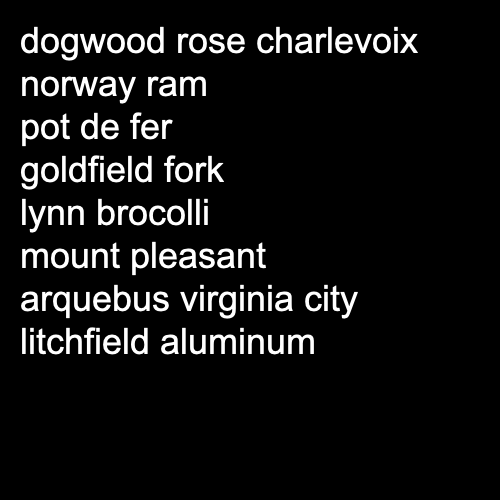 dogwood rose charlevoix
norway ram
pot de fer
goldfield fork
lynn brocolli
mount pleasant
arquebus virginia city
litchfield aluminum